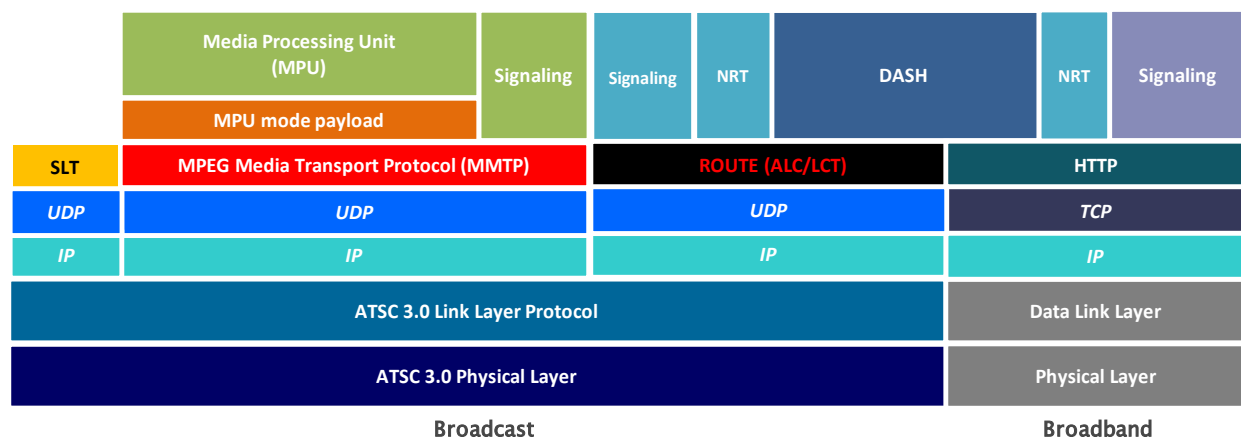 Media Processing Unit
(MPU)
Signaling
Signaling
NRT
DASH
NRT
Signaling
MPU mode payload
SLT
MPEG Media Transport Protocol (MMTP)
ROUTE (ALC/LCT)
HTTP
UDP
UDP
UDP
TCP
IP
IP
IP
IP
ATSC 3.0 Link Layer Protocol
Data Link Layer
ATSC 3.0 Physical Layer
Physical Layer
Broadcast
Broadband